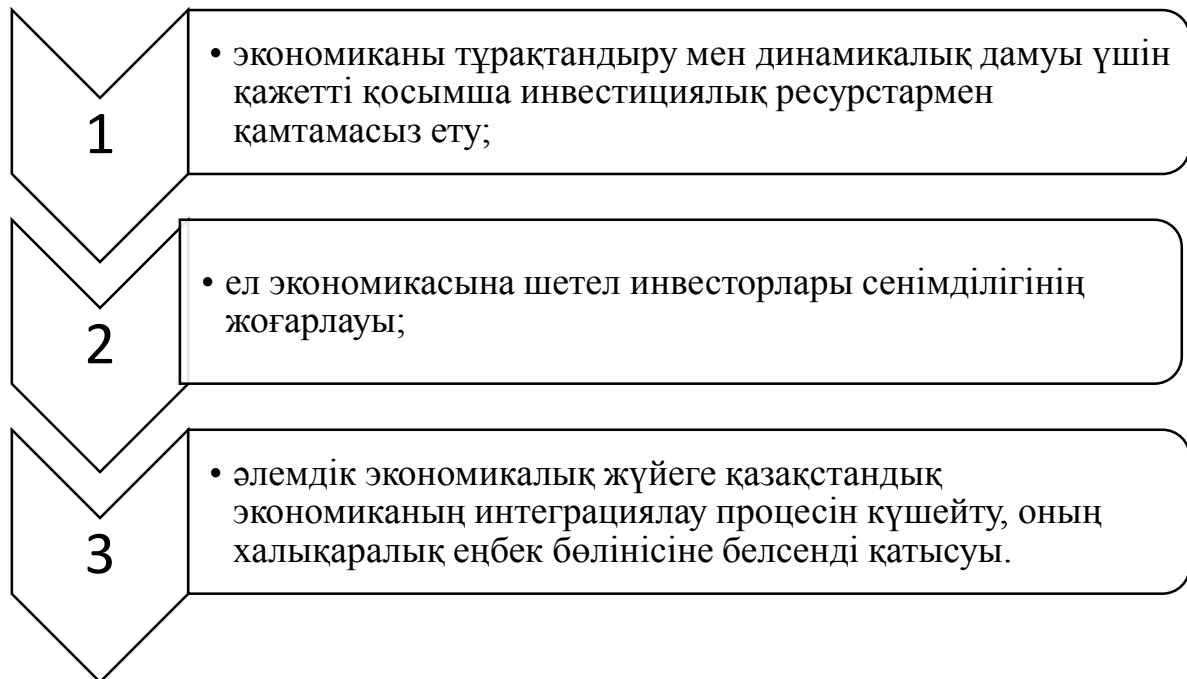 1
• экономиканы тұрақтандыру мен динамикалық дамуы үшін
қажетті қосымша инвестициялық ресурстармен
қамтамасыз ету;
2
• ел экономикасына шетел инвесторлары сенімділігінің
жоғарлауы;
3
• әлемдік экономикалық жүйеге қазақстандық
экономиканың интеграциялау процесін күшейту, оның
халықаралық еңбек бөлінісіне белсенді қатысуы.